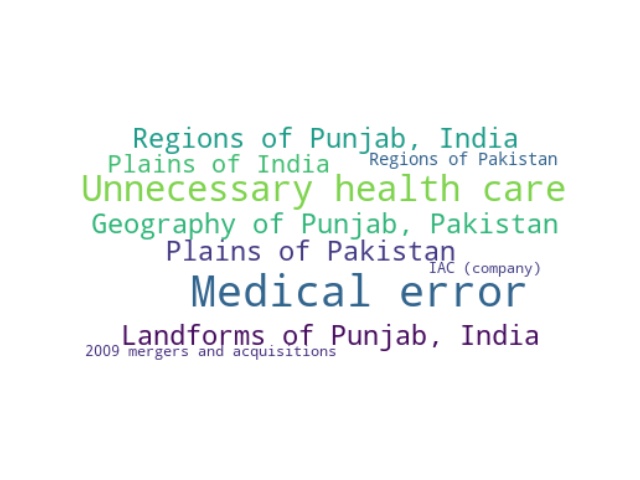 Regions of Punjab, India
Plains of India
Regions of Pakistan
Unnecessary health care
Geography of Punjab, Pakistan
Plains of Pakistan
IAC (company)
Medical error
Landforms of Punjab, India
2009 mergers and acquisitions